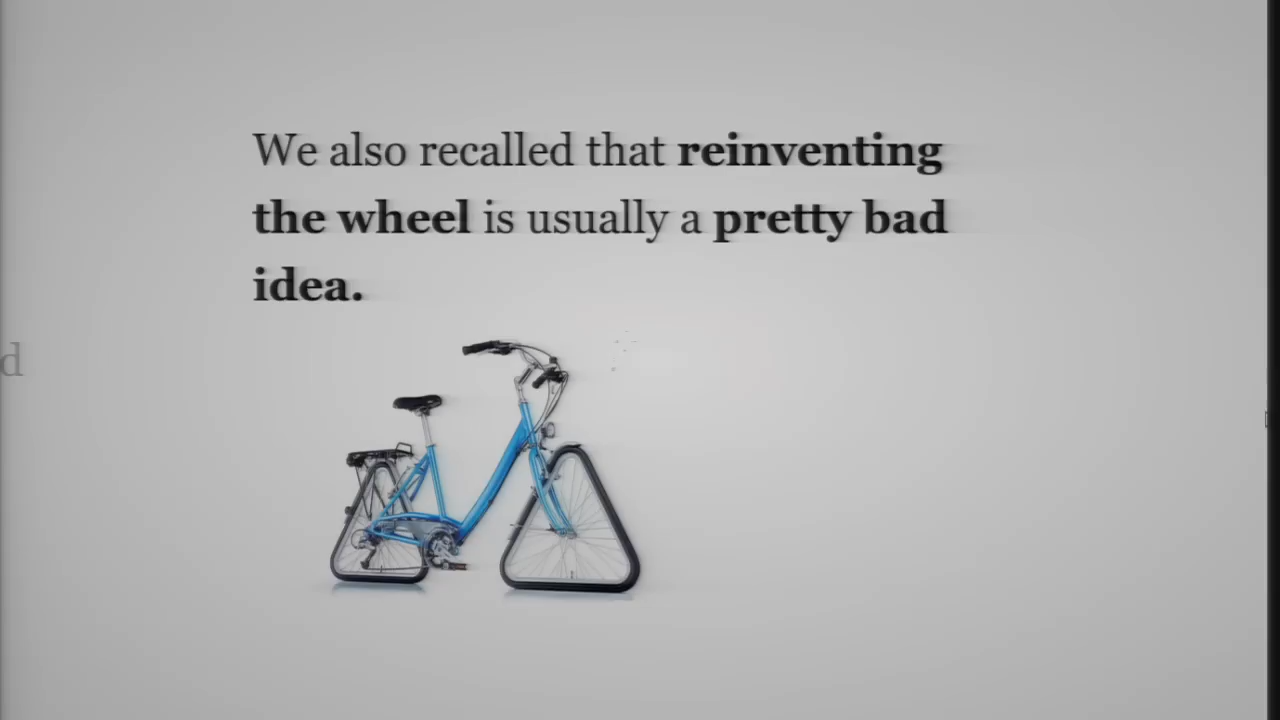 We also recalled that reinventing
the wheel is usually a pretty bad
idea.
d